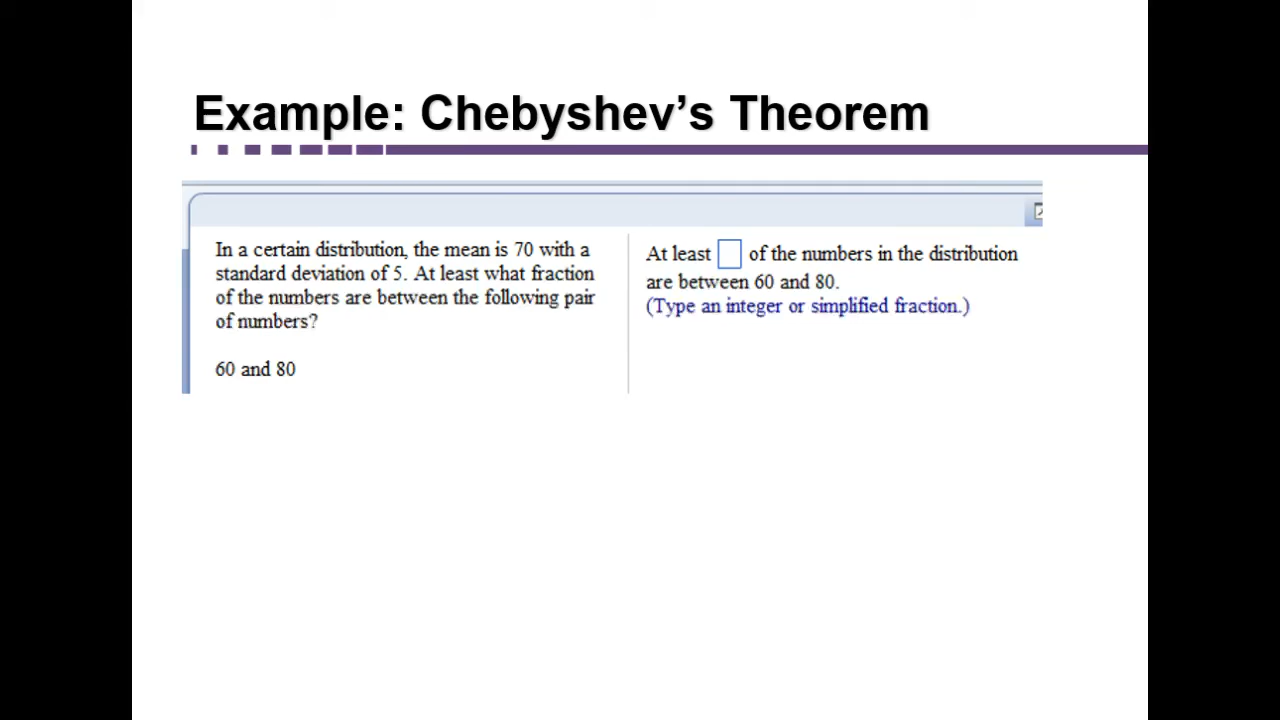 Example: Chebyshev’s Theorem
In a certain distribution, the mean is 70 with a
standard deviation of 5. At least what fraction
of the numbers are between the following pair
of numbers?
60 and 80
At least of the numbers in the distribution
are between 60 and 80.
(Type an integer or simplified fraction.)